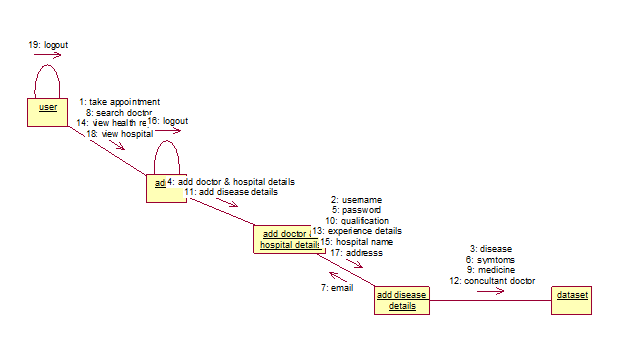 19: logout
user
1: take appointment
8: search doctor
14: view health re
16: logout
18: view hospital
ad
4: add doctor & hospital details
11: add disease details
2: username
5: password
10: qualification
13: experience details
15: hospital name
17: addresss
add doctor &
hospital details
7: email
3: disease
6: symtoms
9: medicine
12: concultant doctor
add disease
details
dataset